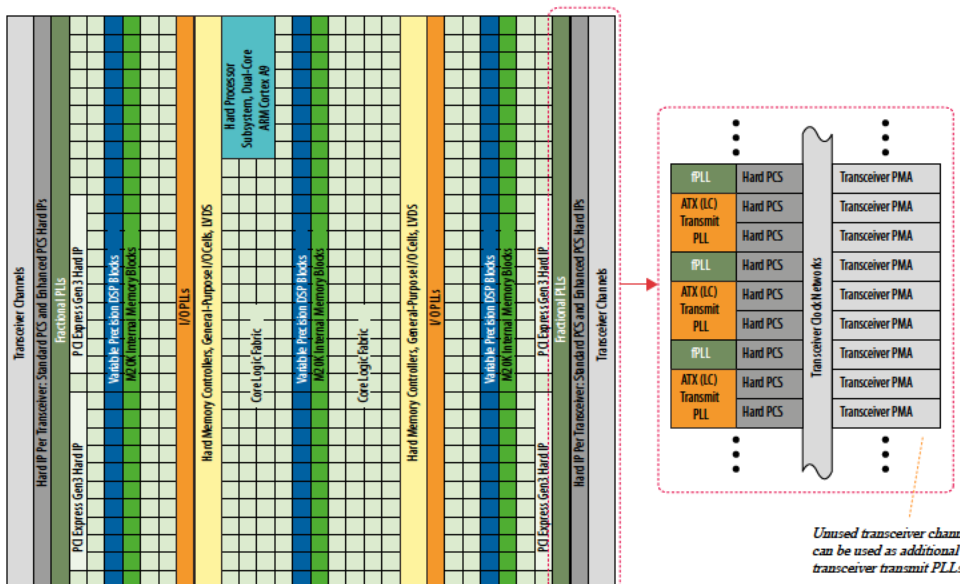 Transceiver Channels
Hard IP Per Transceiver: Standard PCS and Enhanced PCS Hard IPs
Fractional PLLs
PCI Express Gen3 Hard IP
PCI Express Gen3 Hard IP
Variable Precision DSP Blocks
M20K Internal Memory Blocks
I/O PLLs
Hard Memory Controllers, General-Purpose I/O Cells, LVDS
Hard Processor
Subsystem, Dual-Core
ARM Cortex A9
Core Logic Fabric
Variable Precision DSP Blocks
M20K Internal Memory Blocks
Core Logic Fabric
Hard Memory Controllers, General-Purpose I/O Cells, LVDS
I/O PLLs
Variable Precision DSP Blocks
M20K Internal Memory Blocks
PCI Express Gen3 Hard IP
PCI Express Gen3 Hard IP
Fractional PLLs
Hard IP Per Transceiver: Standard PCS and Enhanced PCS Hard IPs
Transceiver Channels
fPLL
Hard PCS
Transceiver PMA
ATX (LC)
Transmit
PLL
Hard PCS
Transceiver PMA
Hard PCS
Transceiver PMA
fPLL
Hard PCS
Transceiver PMA
ATX (LC)
Transmit
PLL
Hard PCS
Transceiver PMA
Hard PCS
Transceiver PMA
fPLL
Hard PCS
Transceiver PMA
ATX (LC)
Transmit
PLL
Hard PCS
Transceiver PMA
Hard PCS
Transceiver PMA
Transceiver Clock Networks
Unused transceiver chann
can be used as additional
transceiver transmit PLLs